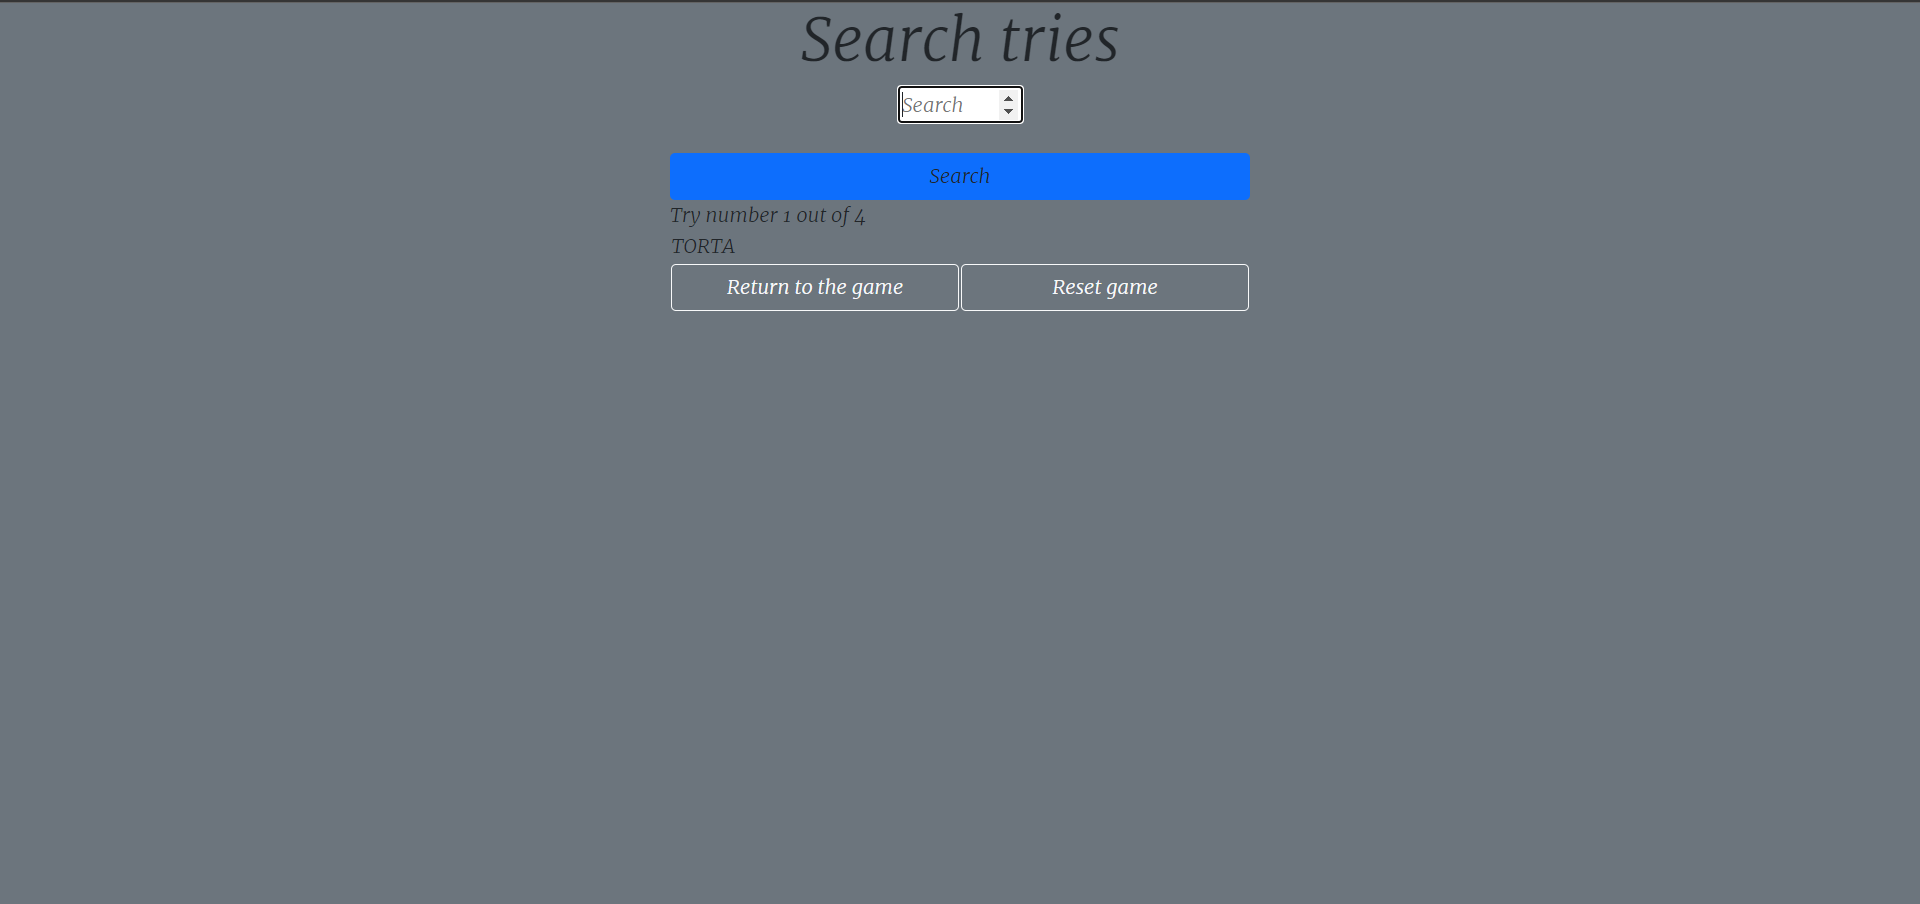 Search tries
Search
Search
Try number 1 out of 4
TORTA
Return to the game Reset game